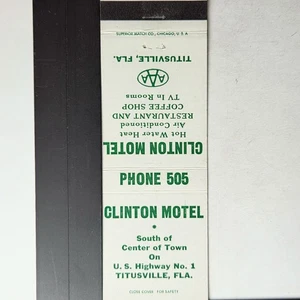 SUPERIOR MATCH CO., CHICAGO, U.S.A.
TITUSVILLE, FLA.
AAA
TV In Rooms
COFFEE SHOP
RESTAURANT AND
Air Conditioned
Hot Water Heat
CLINTON MOTEL
PHONE 505
CLINTON MOTEL
South of
Center of Town
On
U. S. Highway No. 1
TITUSVILLE, FLA.
CLOSE COVER FOR SAFETY